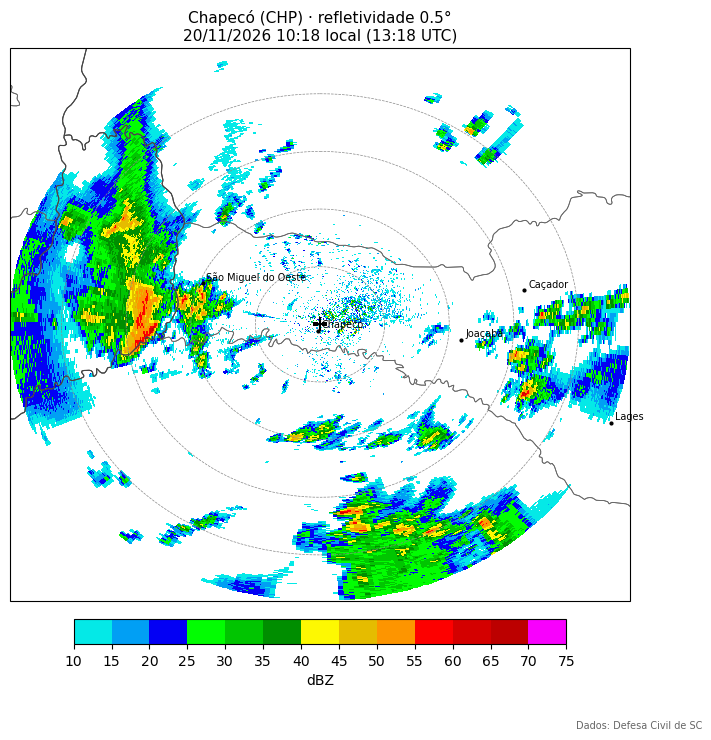 Chapecó (CHP) · refletividade 0.5°
20/11/2026 10:18 local (13:18 UTC)
São Miguel do Oeste
Caçador
Chapecó
Joaçaba
Lages
10 15 20 25 30 35 40 45 50 55 60 65 70 75
dBZ
Dados: Defesa Civil de SC